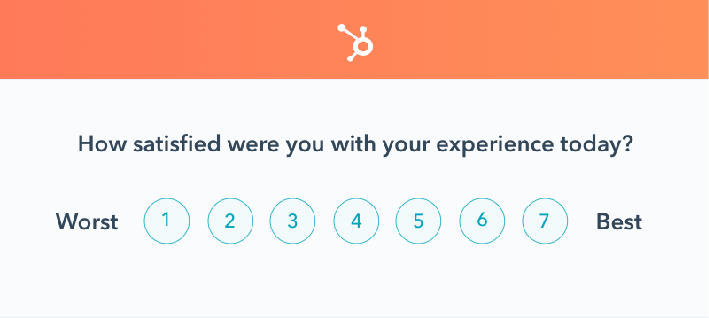 How satisfied were you with your experience today?
Worst 1 2 3 4 5 6 7 Best